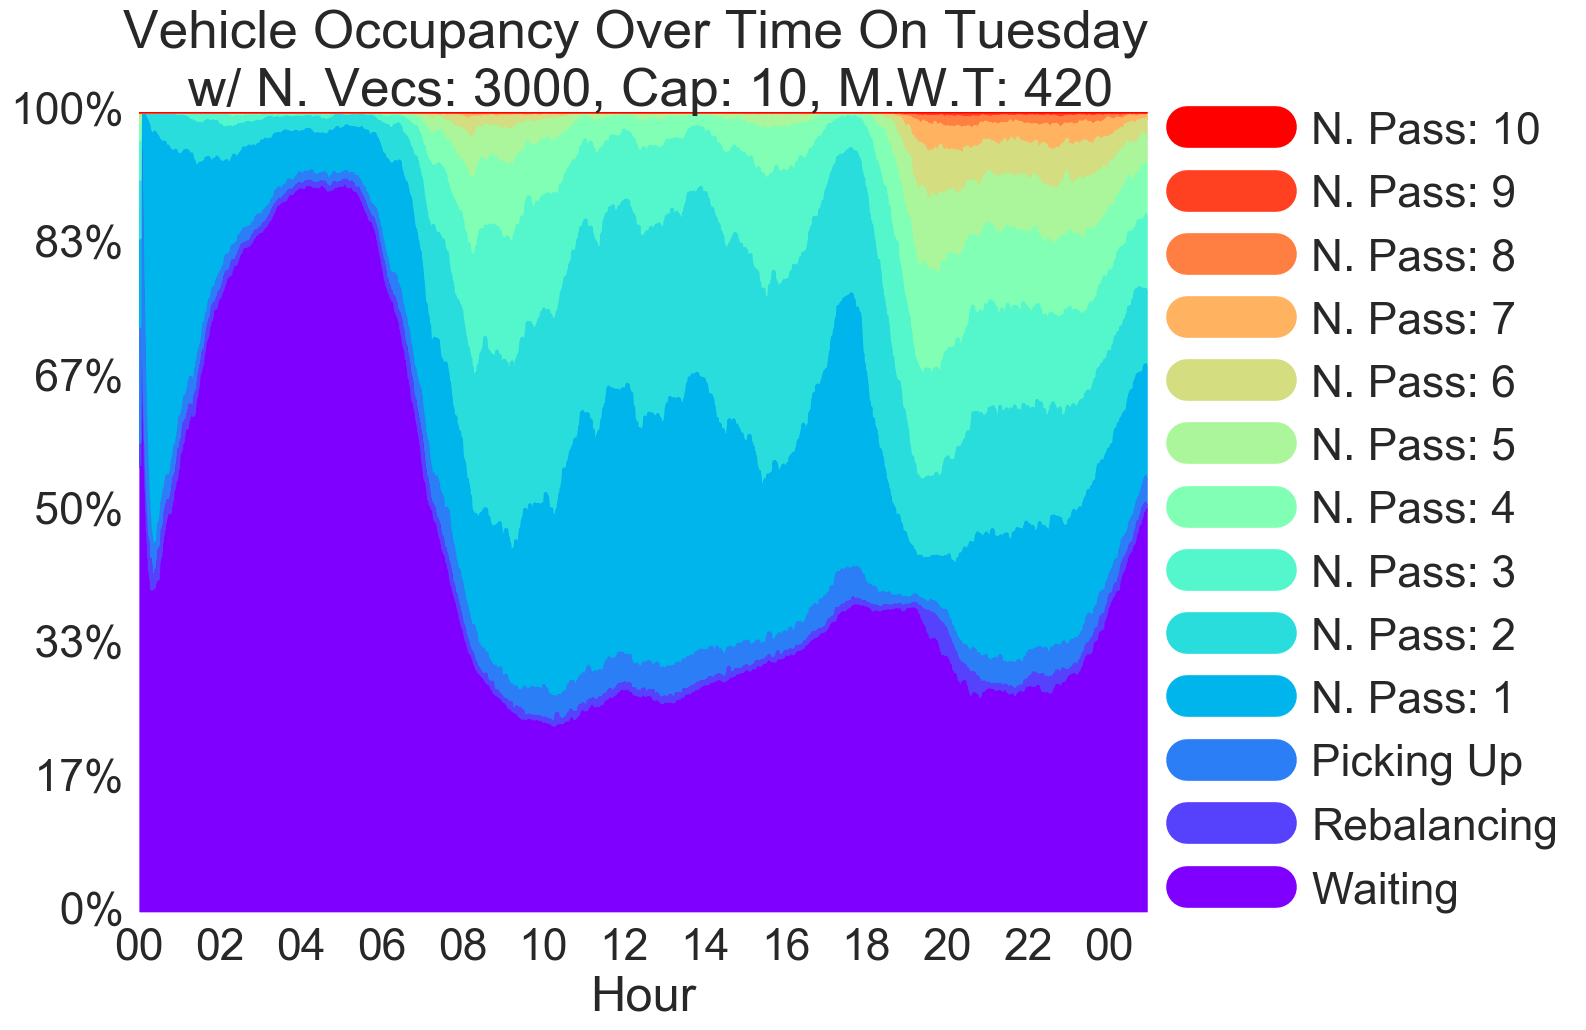 Vehicle Occupancy Over Time On Tuesday
w/ N. Vecs: 3000, Cap: 10, M.W.T: 420
100%
83%
67%
50%
33%
17%
0%
00 02 04 06 08 10 12 14 16 18 20 22 00
Hour
N. Pass: 10
N. Pass: 9
N. Pass: 8
N. Pass: 7
N. Pass: 6
N. Pass: 5
N. Pass: 4
N. Pass: 3
N. Pass: 2
N. Pass: 1
Picking Up
Rebalancing
Waiting